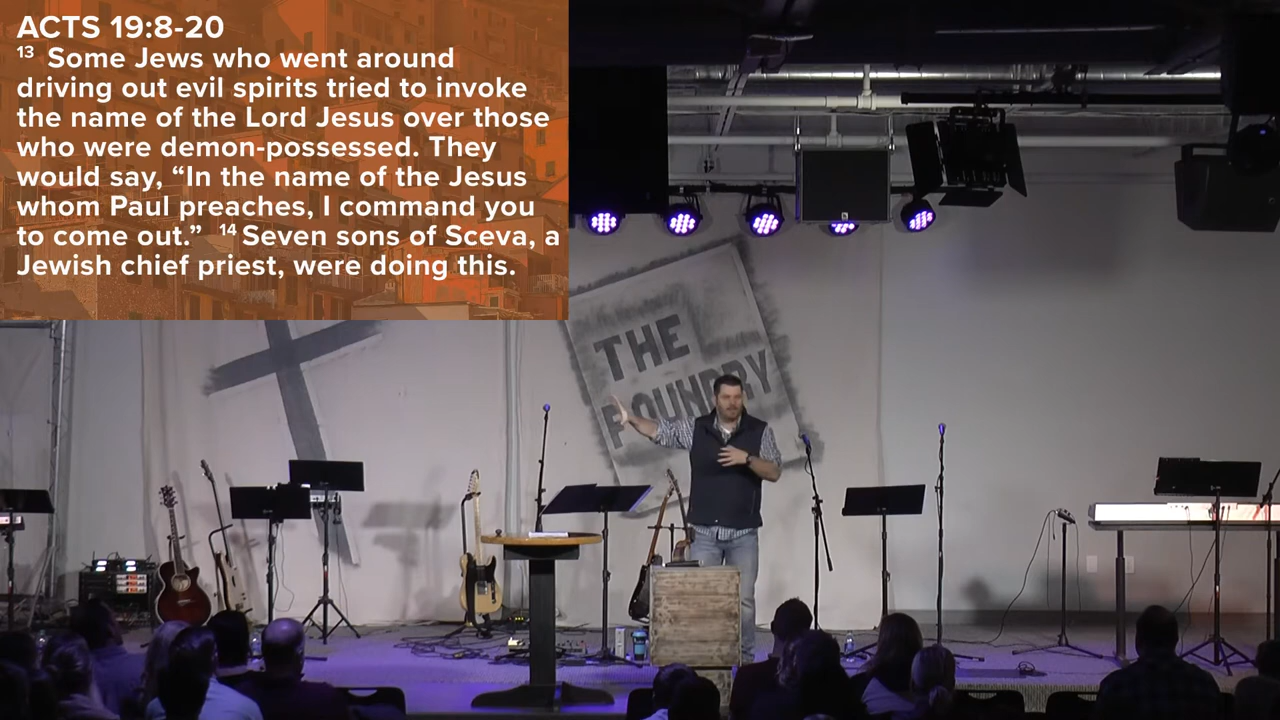 ACTS 19:8-20
13 Some Jews who went around
driving out evil spirits tried to invoke
the name of the Lord Jesus over those
who were demon-possessed. They
would say, “In the name of the Jesus
whom Paul preaches, I command you
to come out.” 14 Seven sons of Sceva, a
Jewish chief priest, were doing this.
THE
FOUNDRY